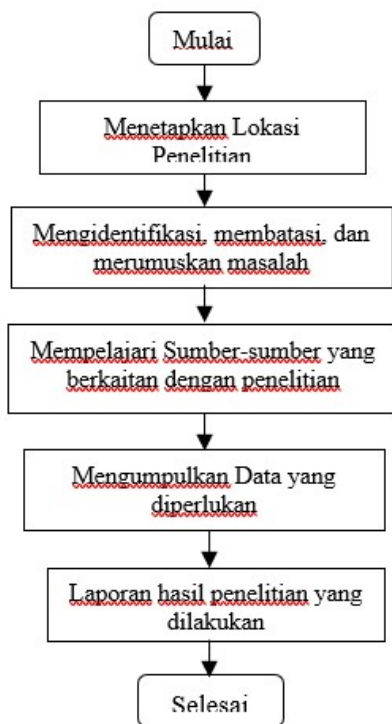 Mulai
Menetapkan Lokasi
Penelitian
Mengidentifikasi, membatasi, dan
merumuskan masalah
Mempelajari Sumber-sumber yang
berkaitan dengan penelitian
Mengumpulkan Data yang
diperlukan
Laporan hasil penelitian yang
dilakukan
Selesai